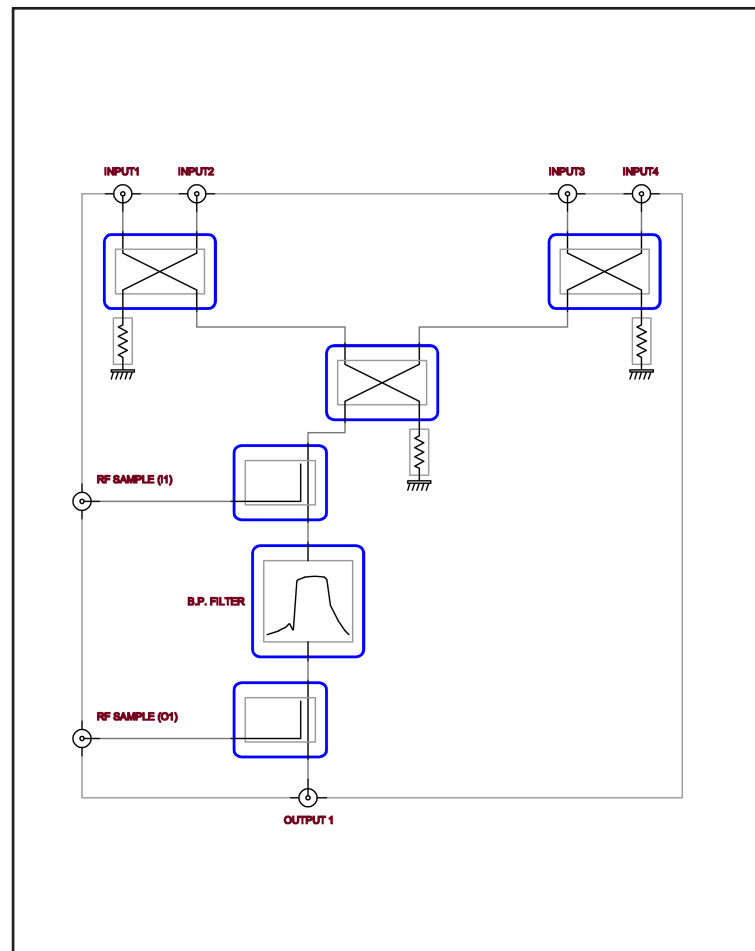 INPUT1
INPUT2
INPUT3
INPUT4
RF SAMPLE (I1)
B.P. FILTER
RF SAMPLE (O1)
OUTPUT 1